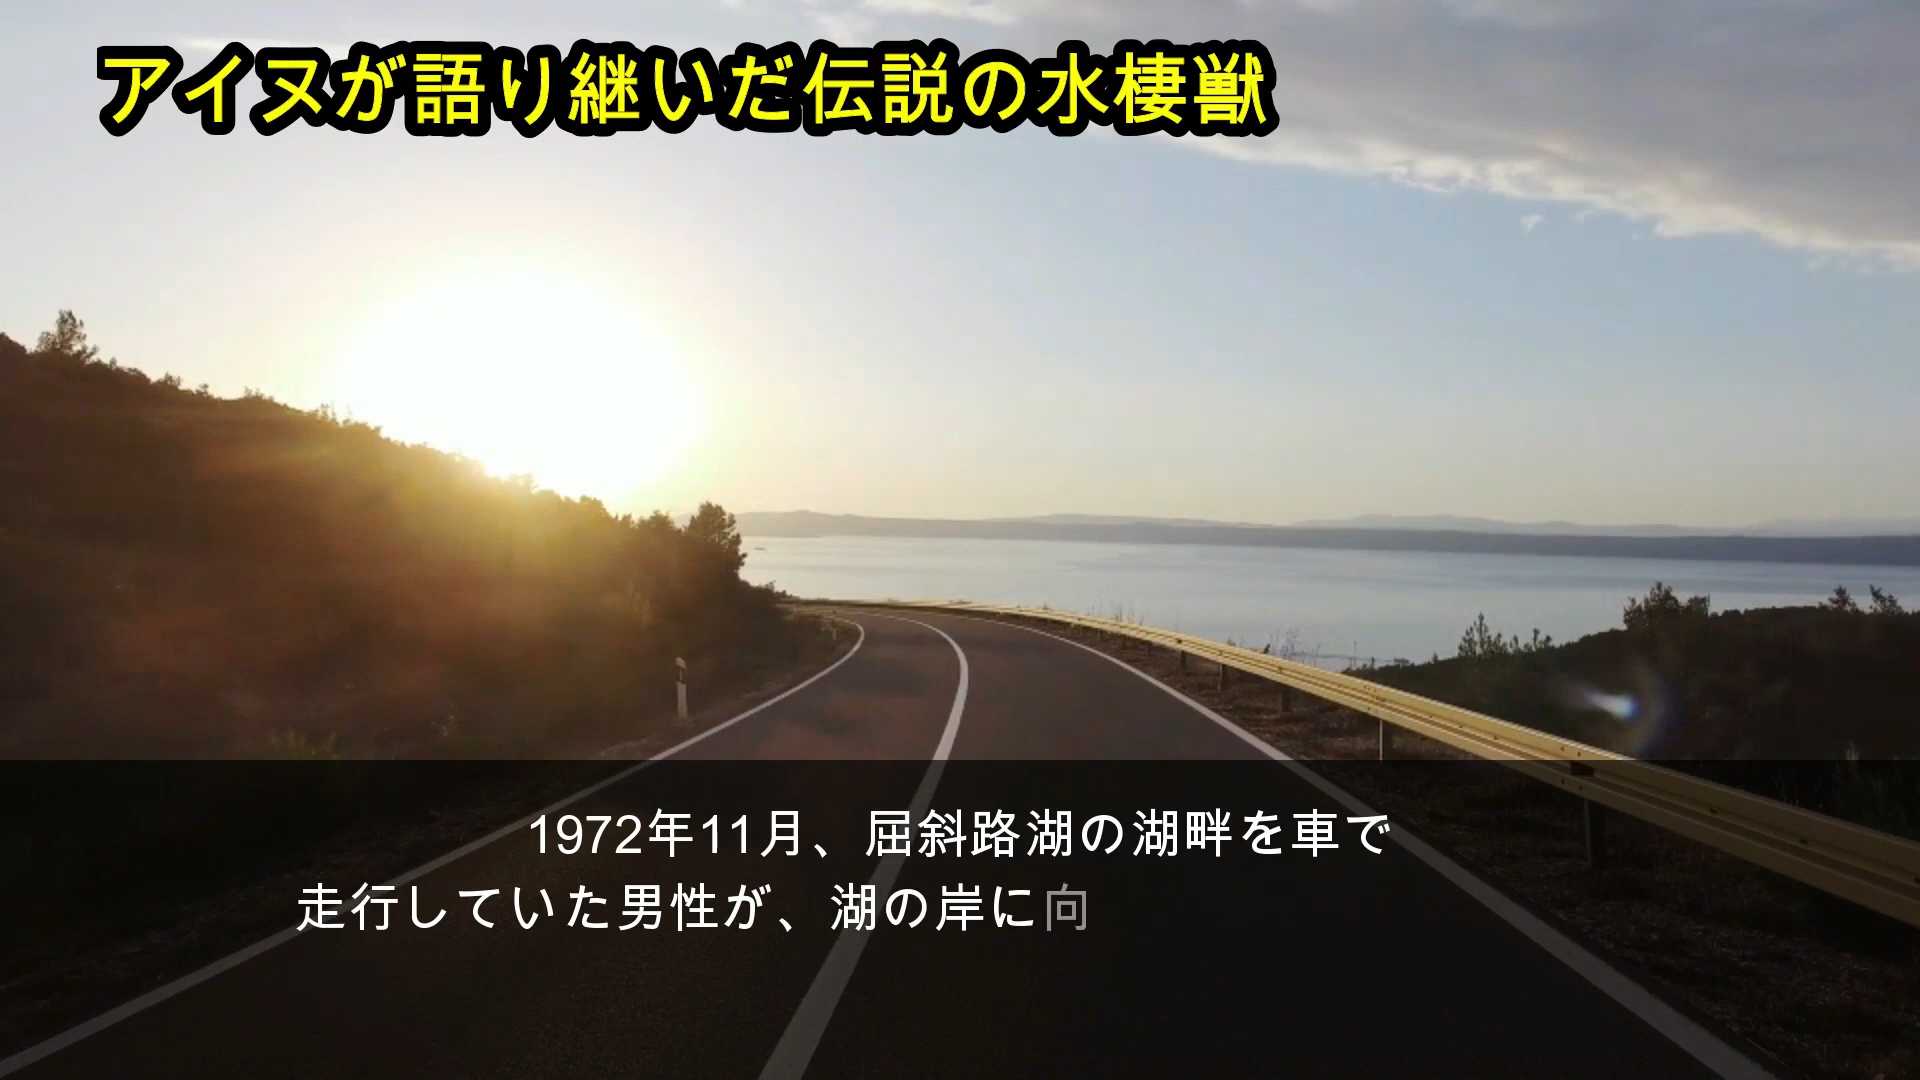 アイヌが語り継いだ伝説の水棲獣
1972年11月、屈斜路湖の湖畔を車で
走行していた男性が、湖の岸に向